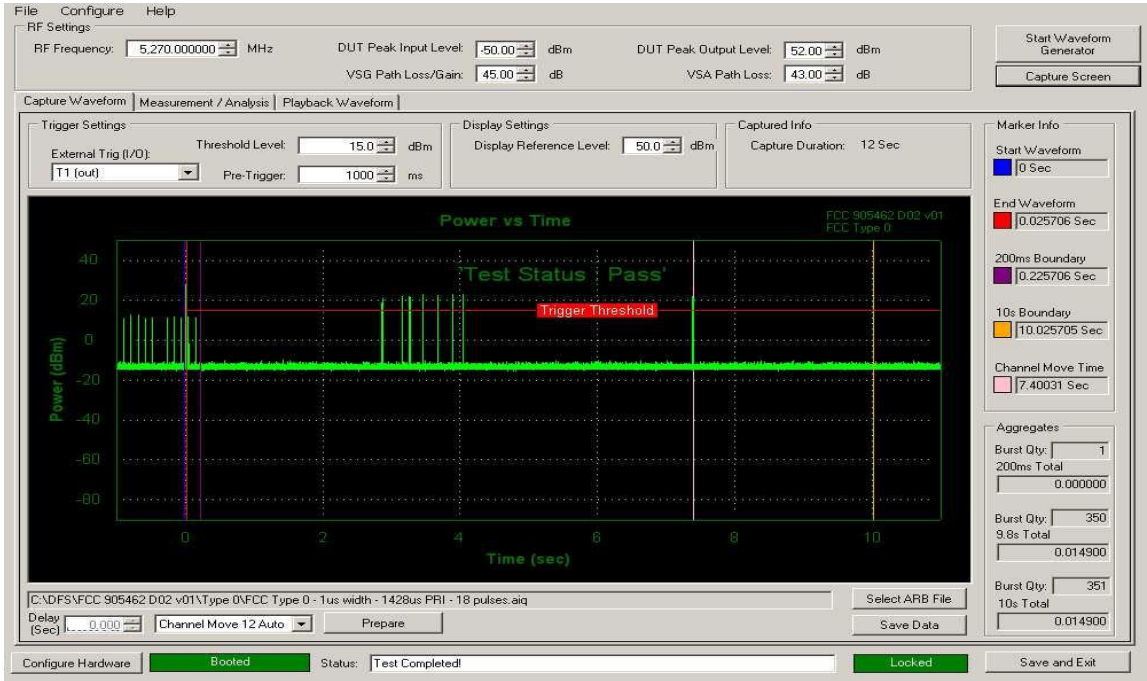 File Configure Help
RF Settings
RF Frequency: 5,270.000000 MHz
DUT Peak Input Level: -50.00 dBm
DUT Peak Output Level: 52.00 dBm
VSG Path Loss/Gain: 45.00 dB
VSA Path Loss: 43.00 dB
Start Waveform Generator
Capture Screen
Capture Waveform Measurement / Analysis Playback Waveform
Trigger Settings
External Trig (I/O):
T1 (out)
Threshold Level: 15.0 dBm
Pre-Trigger: 1000 ms
Display Settings
Display Reference Level: 50.0 dBm
Captured Info
Capture Duration: 12 Sec
Marker Info
Start Waveform
0 Sec
End Waveform
0.025706 Sec
200ms Boundary
0.225706 Sec
10s Boundary
10.025705 Sec
Channel Move Time
7.40031 Sec
Power vs Time
FCC 905462 D02 v01
FCC Type 0
'Test Status : Pass'
Trigger Threshold
Power (dBm)
40
20
0
-20
-40
-60
-80
0 2 4 6 8 10
Time (sec)
Aggregates
Burst Qty: 1
200ms Total
0.000000
Burst Qty: 350
9.8s Total
0.014900
Burst Qty: 351
10s Total
0.014900
C:\DFS\FCC 905462 D02 v01\Type 0\FCC Type 0 - 1us width - 1428us PRI - 18 pulses.aiq
Select ARB File
Delay (Sec) 0.000
Channel Move 12 Auto
Prepare
Save Data
Configure Hardware
Booted
Status: Test Completed!
Locked
Save and Exit